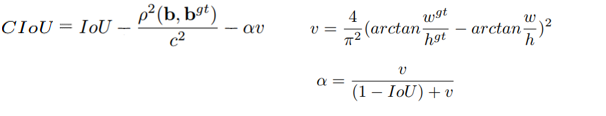 CIoU = IoU − ρ²(b, b^gt) / c² − αv
v = 4/π² (arctan w^gt/h^gt − arctan w/h)²
α = v / ((1 − IoU) + v)